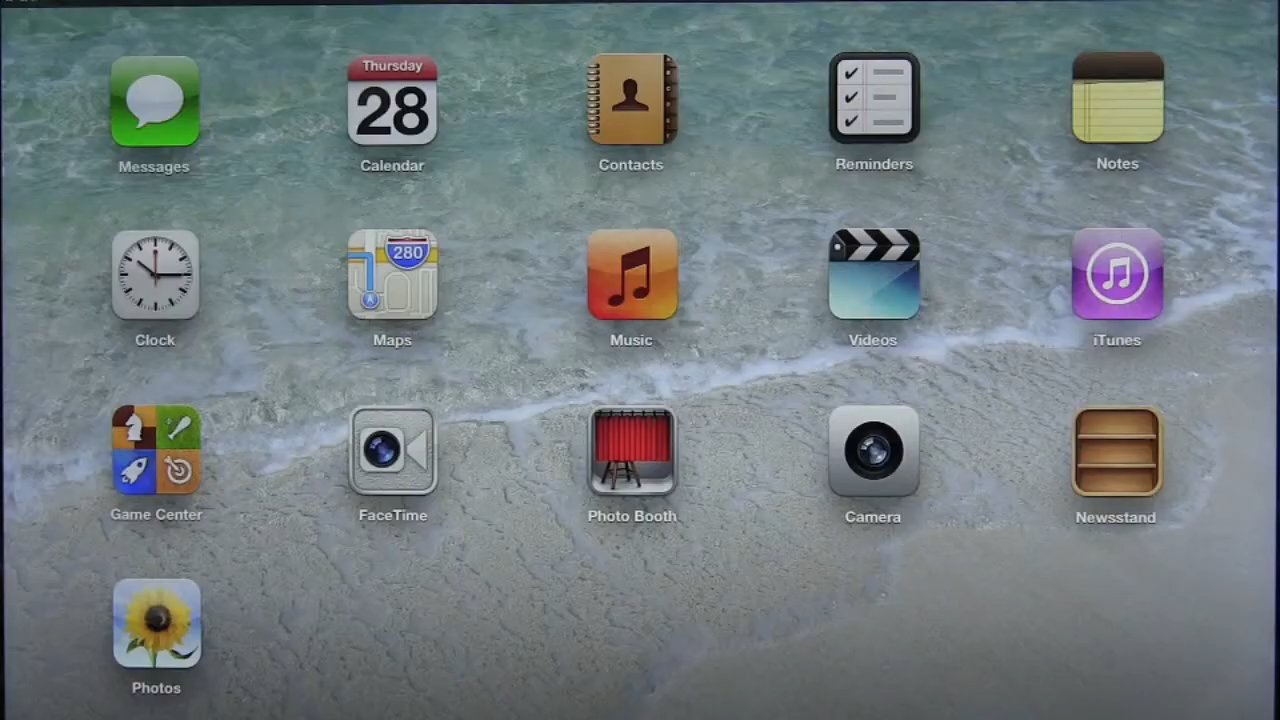 Thursday
28
Messages
Calendar
Contacts
Reminders
Notes
280
Clock
Maps
Music
Videos
iTunes
Game Center
FaceTime
Photo Booth
Camera
Newsstand
Photos